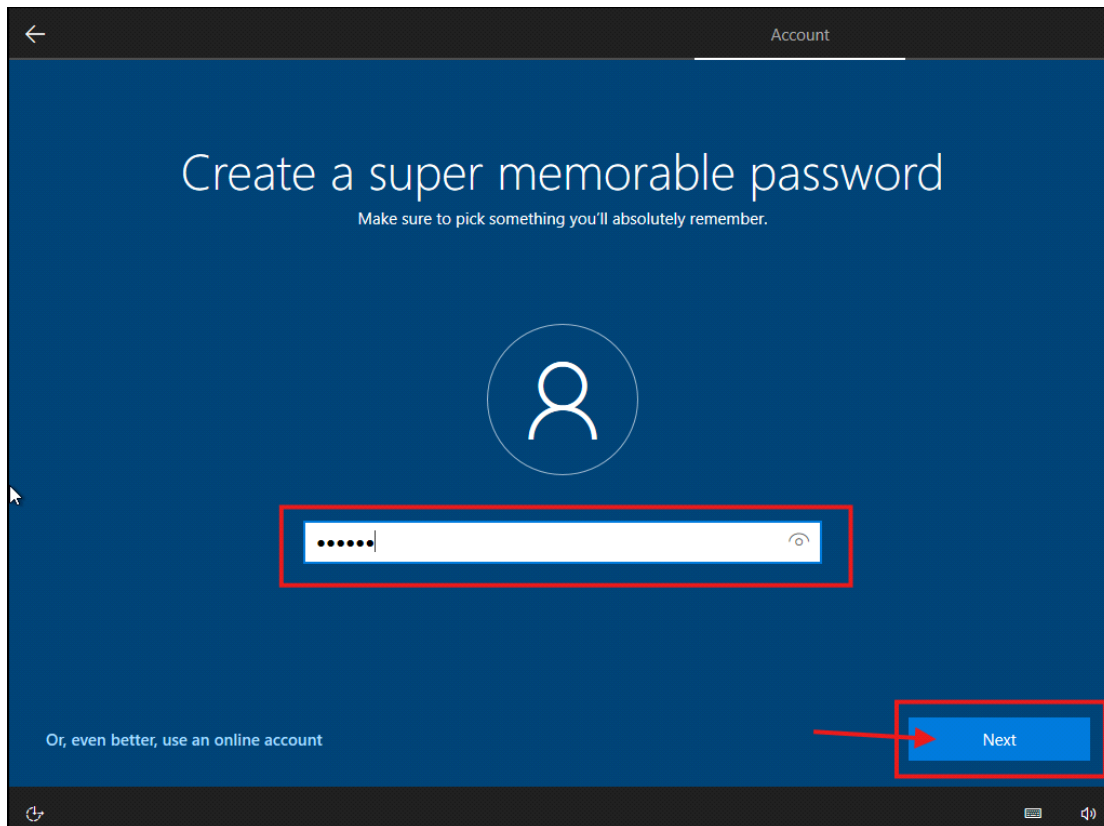 Account
Create a super memorable password
Make sure to pick something you'll absolutely remember.
••••••
Or, even better, use an online account
Next